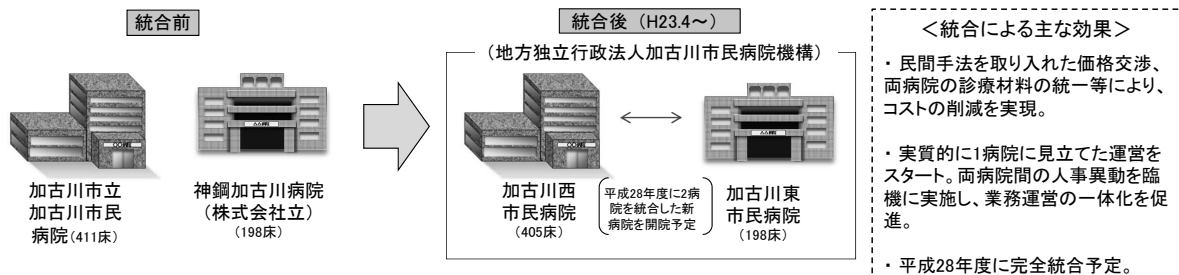 統合前
加古川市立
加古川市民
病院(411床)
神鋼加古川病院
(株式会社立)
(198床)
統合後（H23.4～）
（地方独立行政法人加古川市民病院機構）
加古川西
市民病院
(405床)
平成28年度に2病
院を統合した新
病院を開院予定
加古川東
市民病院
(198床)
＜統合による主な効果＞
・ 民間手法を取り入れた価格交渉、
両病院の診療材料の統一等により、
コストの削減を実現。
・ 実質的に1病院に見立てた運営を
スタート。両病院間の人事異動を臨
機に実施し、業務運営の一体化を促
進。
・ 平成28年度に完全統合予定。